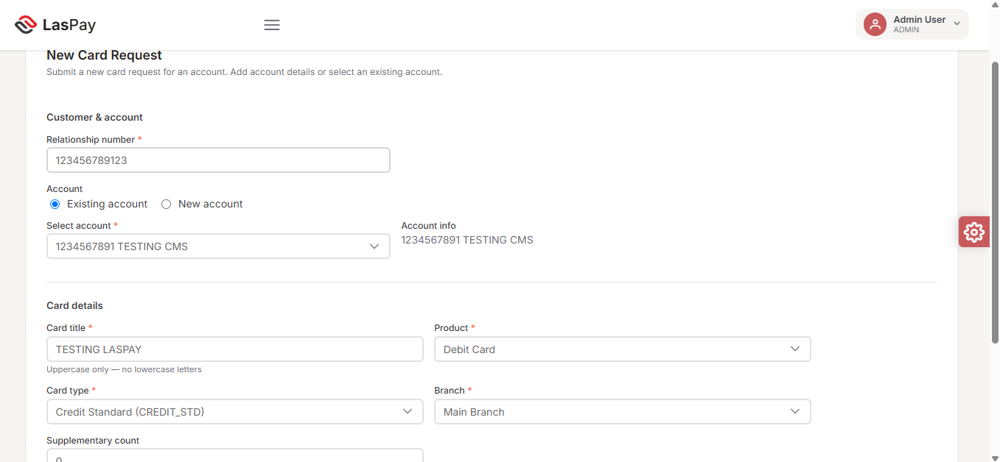 LasPay
Admin User
ADMIN
New Card Request
Submit a new card request for an account. Add account details or select an existing account.
Customer & account
Relationship number *
123456789123
Account
Existing account
New account
Select account *
Account info
1234567891 TESTING CMS
1234567891 TESTING CMS
Card details
Card title *
Product *
TESTING LASPAY
Debit Card
Uppercase only — no lowercase letters
Card type *
Branch *
Credit Standard (CREDIT_STD)
Main Branch
Supplementary count
0